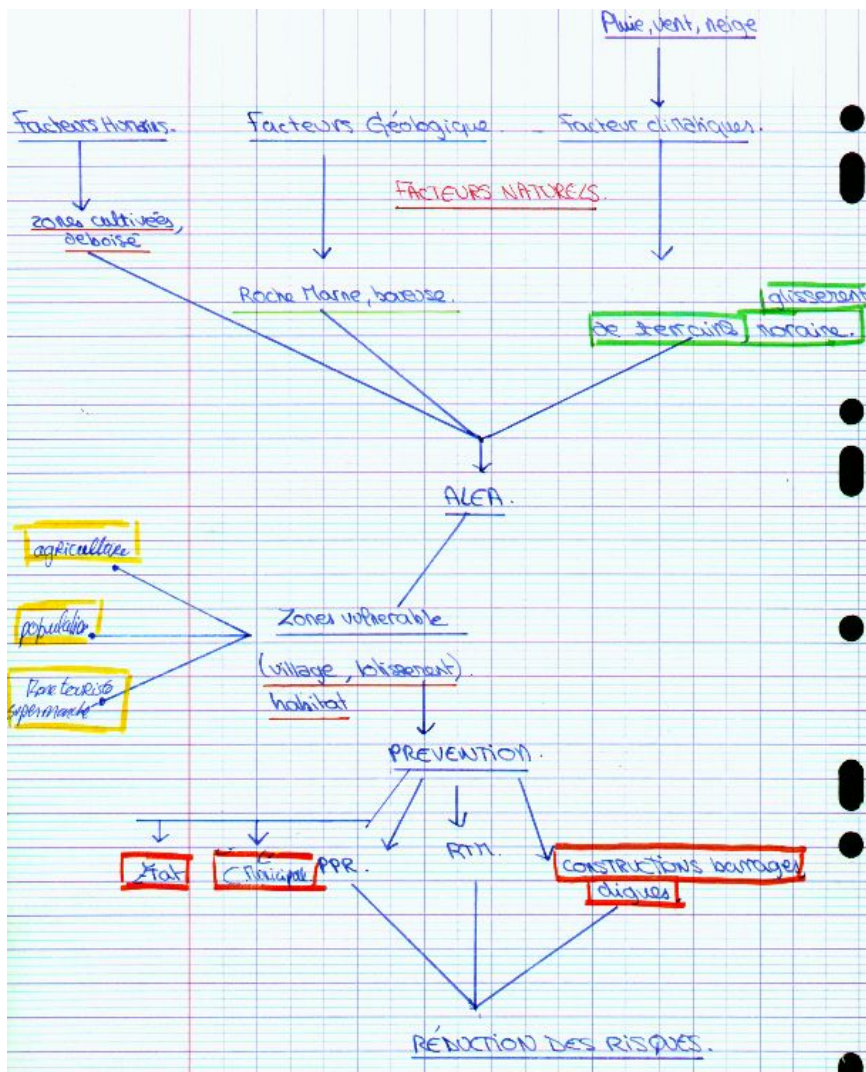 Pluie, vent, neige
Facteurs Humains.
Facteurs Géologique.
Facteur climatiques.
FACTEURS NATURELS.
zones cultivées,
deboisé
Roche Marne, boreuse.
glissement
de terrains
moraine.
ALEA.
agriculture
population
Zones vulnerable
(village, lotissement)
habitat
supermarche
PREVENTION.
Etat
C Municipale
PPR.
RTM.
CONSTRUCTIONS barrages
digues
RÉDUCTION DES RISQUES.